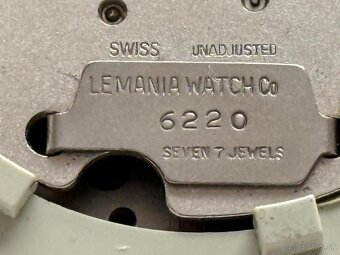 SWISS UNADJUSTED
LEMANIA WATCH Co
6220
SEVEN 7 JEWELS